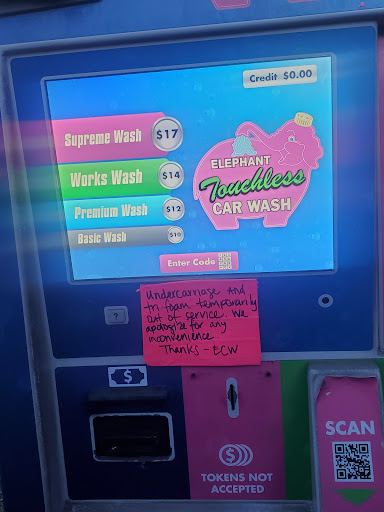 Credit $0.00
Supreme Wash $17
Works Wash $14
Premium Wash $12
Basic Wash $10
ELEPHANT
Touchless
CAR WASH
Enter Code
Undercarriage And
tri foam temporarily
out of service. We
apologize for any
inconvenience.
Thanks - ECW
?
$
$
TOKENS NOT
ACCEPTED
SCAN